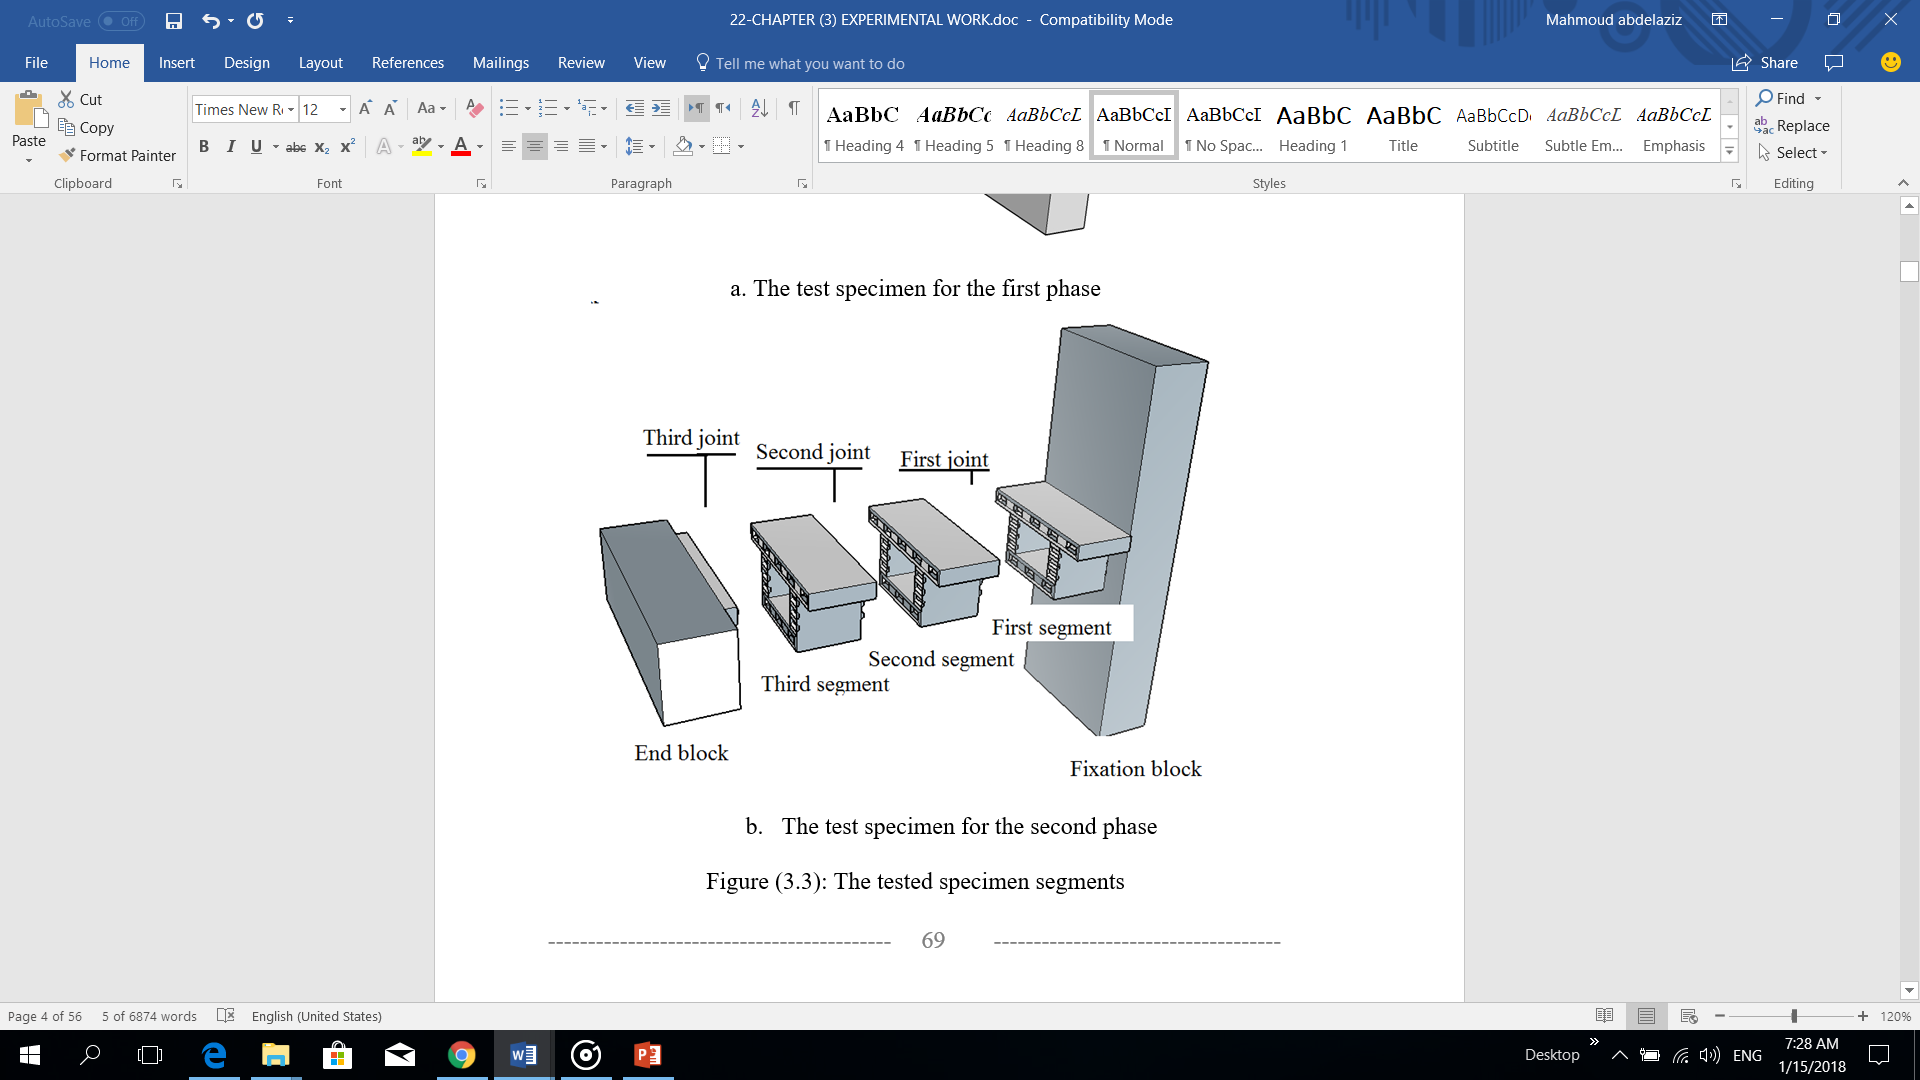 AutoSave Off
22-CHAPTER (3) EXPERIMENTAL WORK.doc - Compatibility Mode
Mahmoud abdelaziz
File Home Insert Design Layout References Mailings Review View Tell me what you want to do
Share
Paste
Cut
Copy
Format Painter
Clipboard
Times New R 12
Aa
B I U abc x₂ x²
Font
Paragraph
AaBbC AaBbCc AaBbCcL AaBbCcI AaBbCcI AaBbC AaBbC AaBbCcD AaBbCcL AaBbCcL
¶ Heading 4 ¶ Heading 5 ¶ Heading 8 ¶ Normal ¶ No Spac... Heading 1 Title Subtitle Subtle Em... Emphasis
Styles
Find
Replace
Select
Editing
a. The test specimen for the first phase
Third joint
Second joint
First joint
First segment
Second segment
Third segment
End block
Fixation block
b. The test specimen for the second phase
Figure (3.3): The tested specimen segments
------------------------------------------- 69 ------------------------------------
Page 4 of 56 5 of 6874 words English (United States)
120%
Desktop
ENG
7:28 AM
1/15/2018